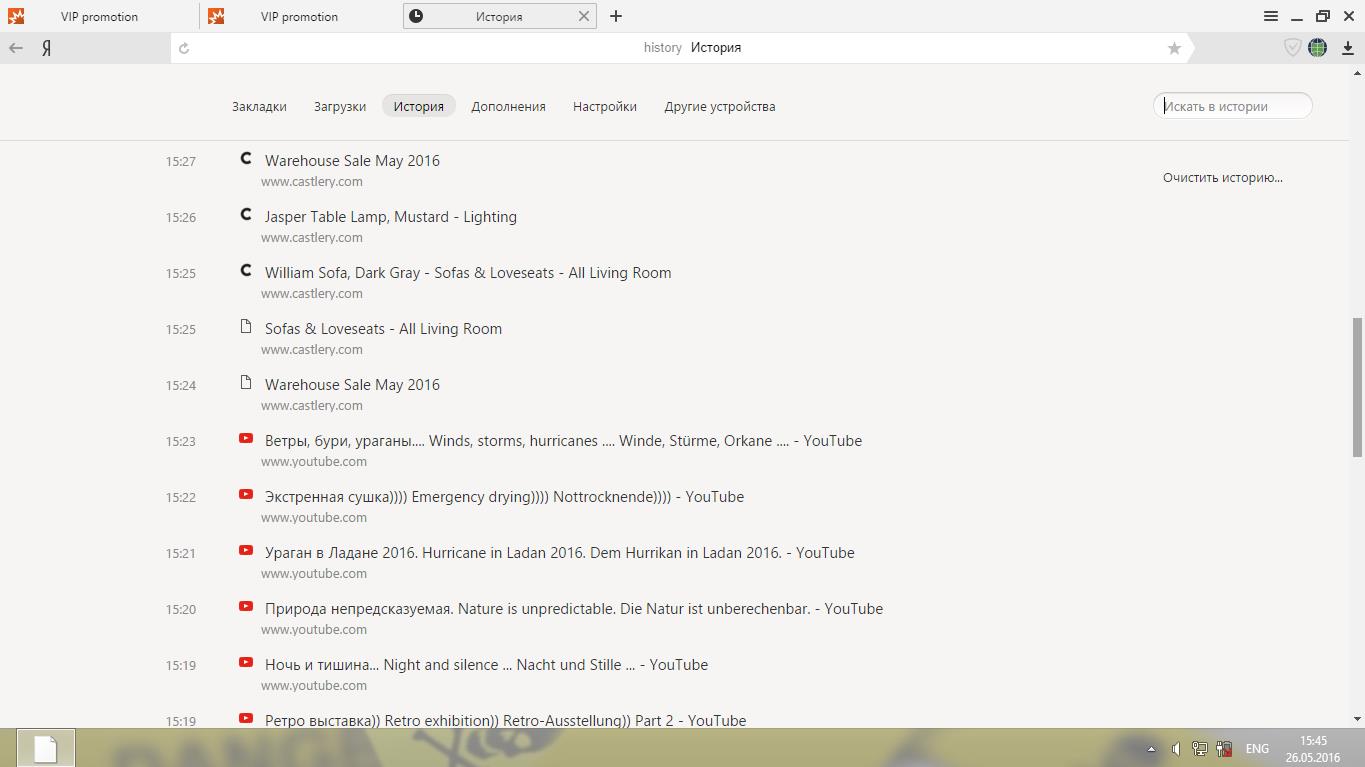 VIP promotion
VIP promotion
История
Я
history История
Закладки Загрузки История Дополнения Настройки Другие устройства
Искать в истории
Очистить историю...
15:27 C Warehouse Sale May 2016
www.castlery.com
15:26 C Jasper Table Lamp, Mustard - Lighting
www.castlery.com
15:25 C William Sofa, Dark Gray - Sofas & Loveseats - All Living Room
www.castlery.com
15:25 Sofas & Loveseats - All Living Room
www.castlery.com
15:24 Warehouse Sale May 2016
www.castlery.com
15:23 Ветры, бури, ураганы.... Winds, storms, hurricanes .... Winde, Stürme, Orkane .... - YouTube
www.youtube.com
15:22 Экстренная сушка)))) Emergency drying)))) Nottrocknende)))) - YouTube
www.youtube.com
15:21 Ураган в Ладане 2016. Hurricane in Ladan 2016. Dem Hurrikan in Ladan 2016. - YouTube
www.youtube.com
15:20 Природа непредсказуемая. Nature is unpredictable. Die Natur ist unberechenbar. - YouTube
www.youtube.com
15:19 Ночь и тишина... Night and silence ... Nacht und Stille ... - YouTube
www.youtube.com
15:19 Ретро выставка)) Retro exhibition)) Retro-Ausstellung)) Part 2 - YouTube
ENG
15:45
26.05.2016